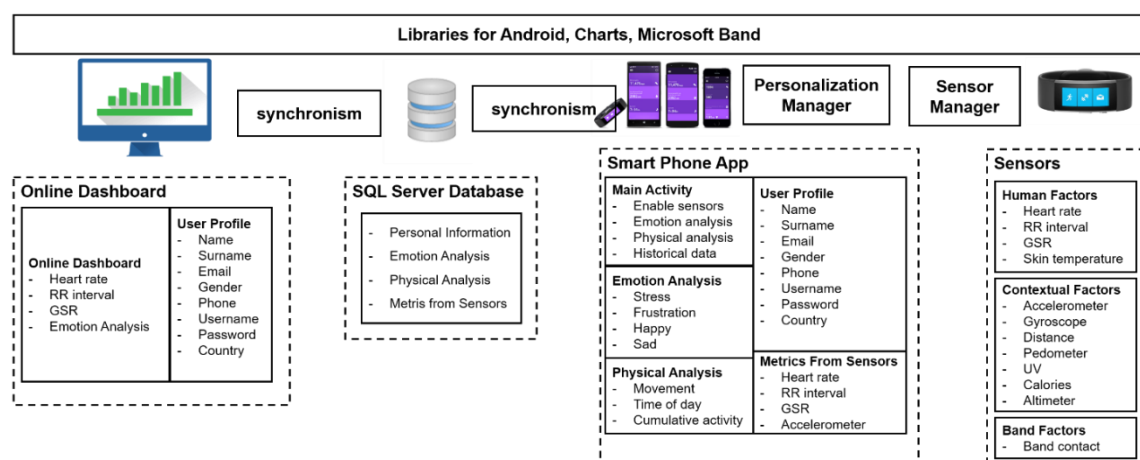 Libraries for Android, Charts, Microsoft Band
synchronism
synchronism
Personalization
Manager
Sensor
Manager
Online Dashboard
Online Dashboard
- Heart rate
- RR interval
- GSR
- Emotion Analysis
User Profile
- Name
- Surname
- Email
- Gender
- Phone
- Username
- Password
- Country
SQL Server Database
- Personal Information
- Emotion Analysis
- Physical Analysis
- Metris from Sensors
Smart Phone App
Main Activity
- Enable sensors
- Emotion analysis
- Physical analysis
- Historical data
Emotion Analysis
- Stress
- Frustration
- Happy
- Sad
Physical Analysis
- Movement
- Time of day
- Cumulative activity
User Profile
- Name
- Surname
- Email
- Gender
- Phone
- Username
- Password
- Country
Metrics From Sensors
- Heart rate
- RR interval
- GSR
- Accelerometer
Sensors
Human Factors
- Heart rate
- RR interval
- GSR
- Skin temperature
Contextual Factors
- Accelerometer
- Gyroscope
- Distance
- Pedometer
- UV
- Calories
- Altimeter
Band Factors
- Band contact